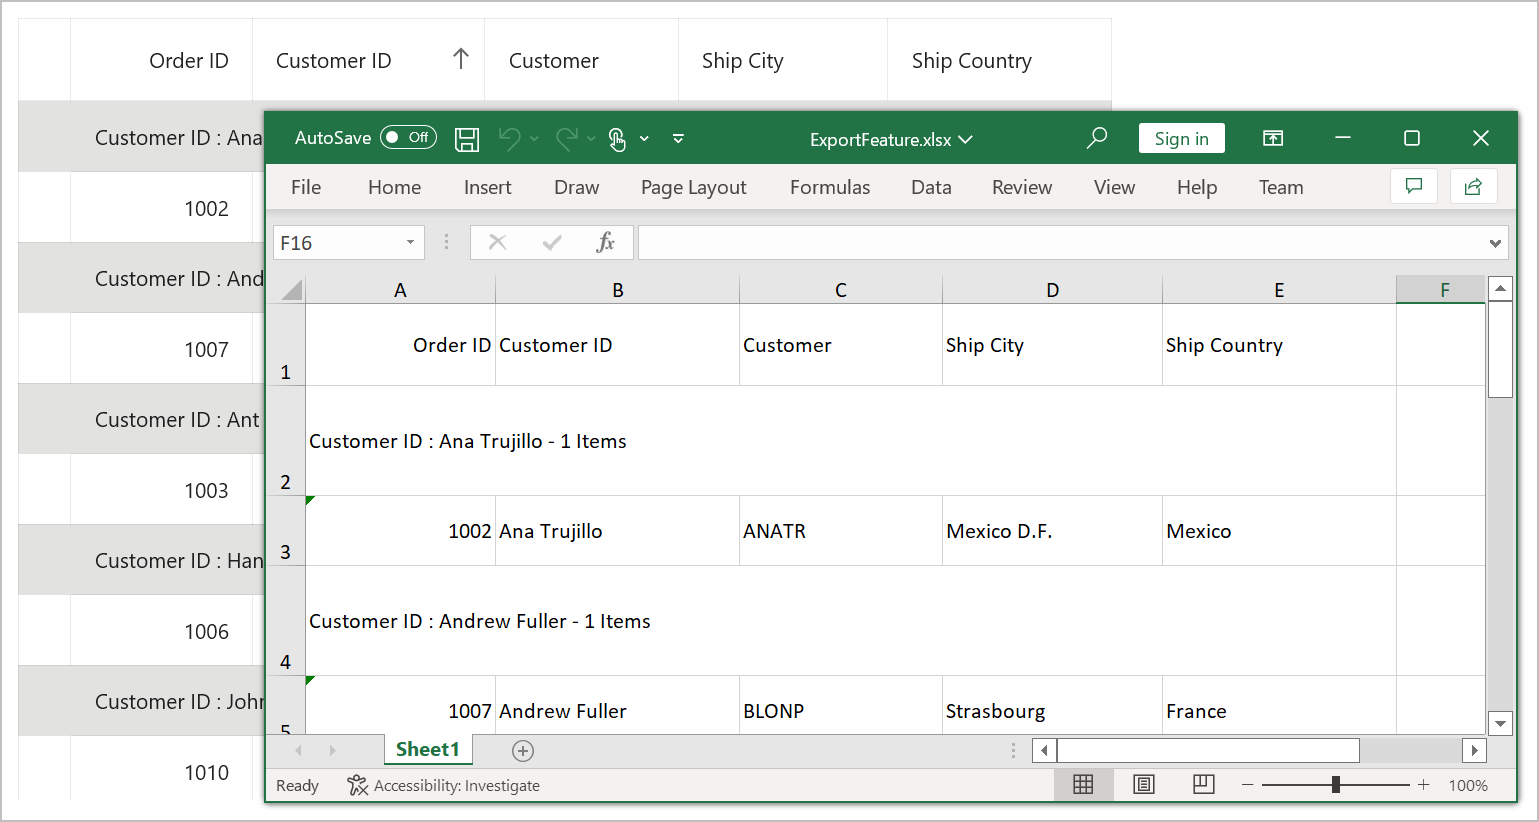 Order ID Customer ID Customer Ship City Ship Country
Customer ID : Ana
1002
Customer ID : And
1007
Customer ID : Ant
1003
Customer ID : Han
1006
Customer ID : John
1010
AutoSave Off ExportFeature.xlsx Sign in
File Home Insert Draw Page Layout Formulas Data Review View Help Team
F16 fx
A B C D E F
1 Order ID Customer ID Customer Ship City Ship Country
2 Customer ID : Ana Trujillo - 1 Items
3 1002 Ana Trujillo ANATR Mexico D.F. Mexico
4 Customer ID : Andrew Fuller - 1 Items
5 1007 Andrew Fuller BLONP Strasbourg France
Sheet1
Ready Accessibility: Investigate 100%